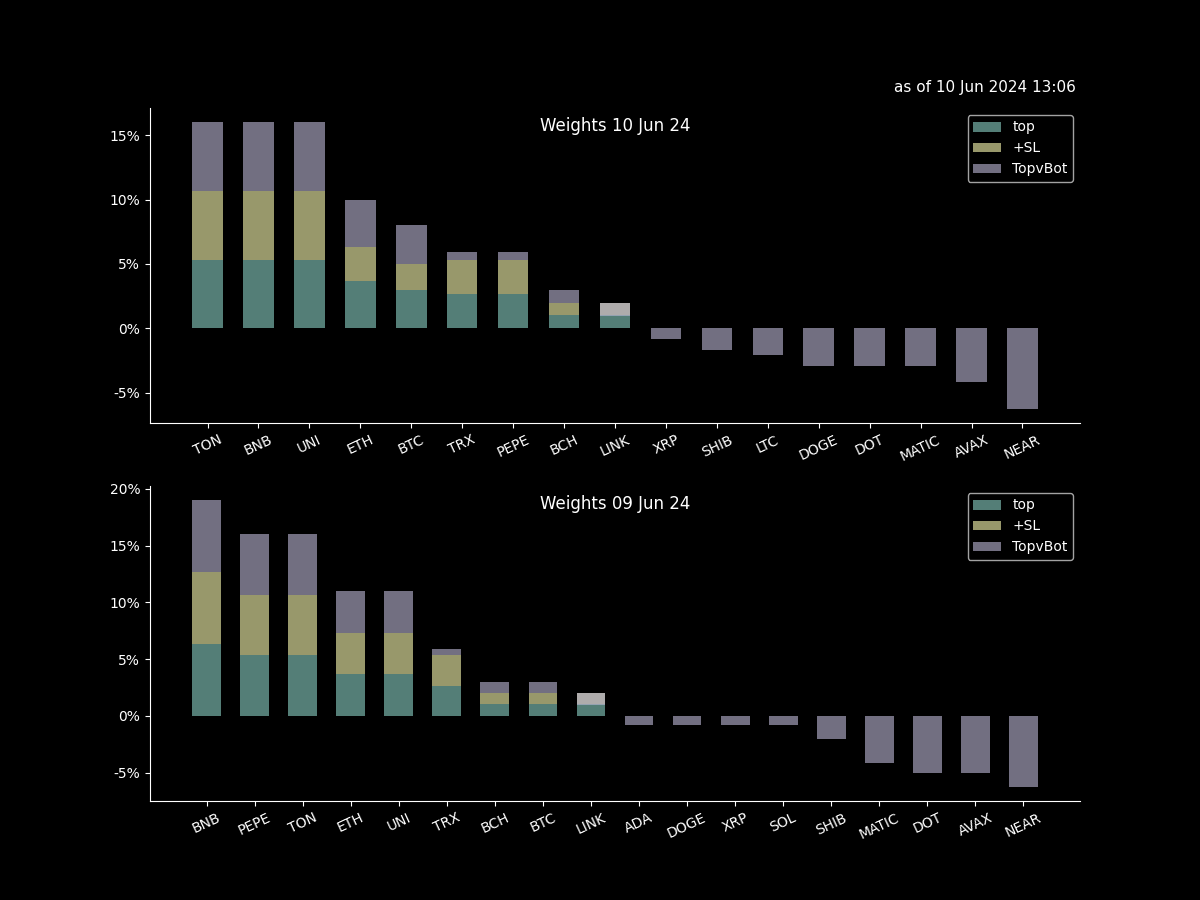 as of 10 Jun 2024 13:06
Weights 10 Jun 24
top
+SL
TopvBot
15%
10%
5%
0%
-5%
TON BNB UNI ETH BTC TRX PEPE BCH LINK XRP SHIB LTC DOGE DOT MATIC AVAX NEAR
Weights 09 Jun 24
top
+SL
TopvBot
20%
15%
10%
5%
0%
-5%
BNB PEPE TON ETH UNI TRX BCH BTC LINK ADA DOGE XRP SOL SHIB MATIC DOT AVAX NEAR